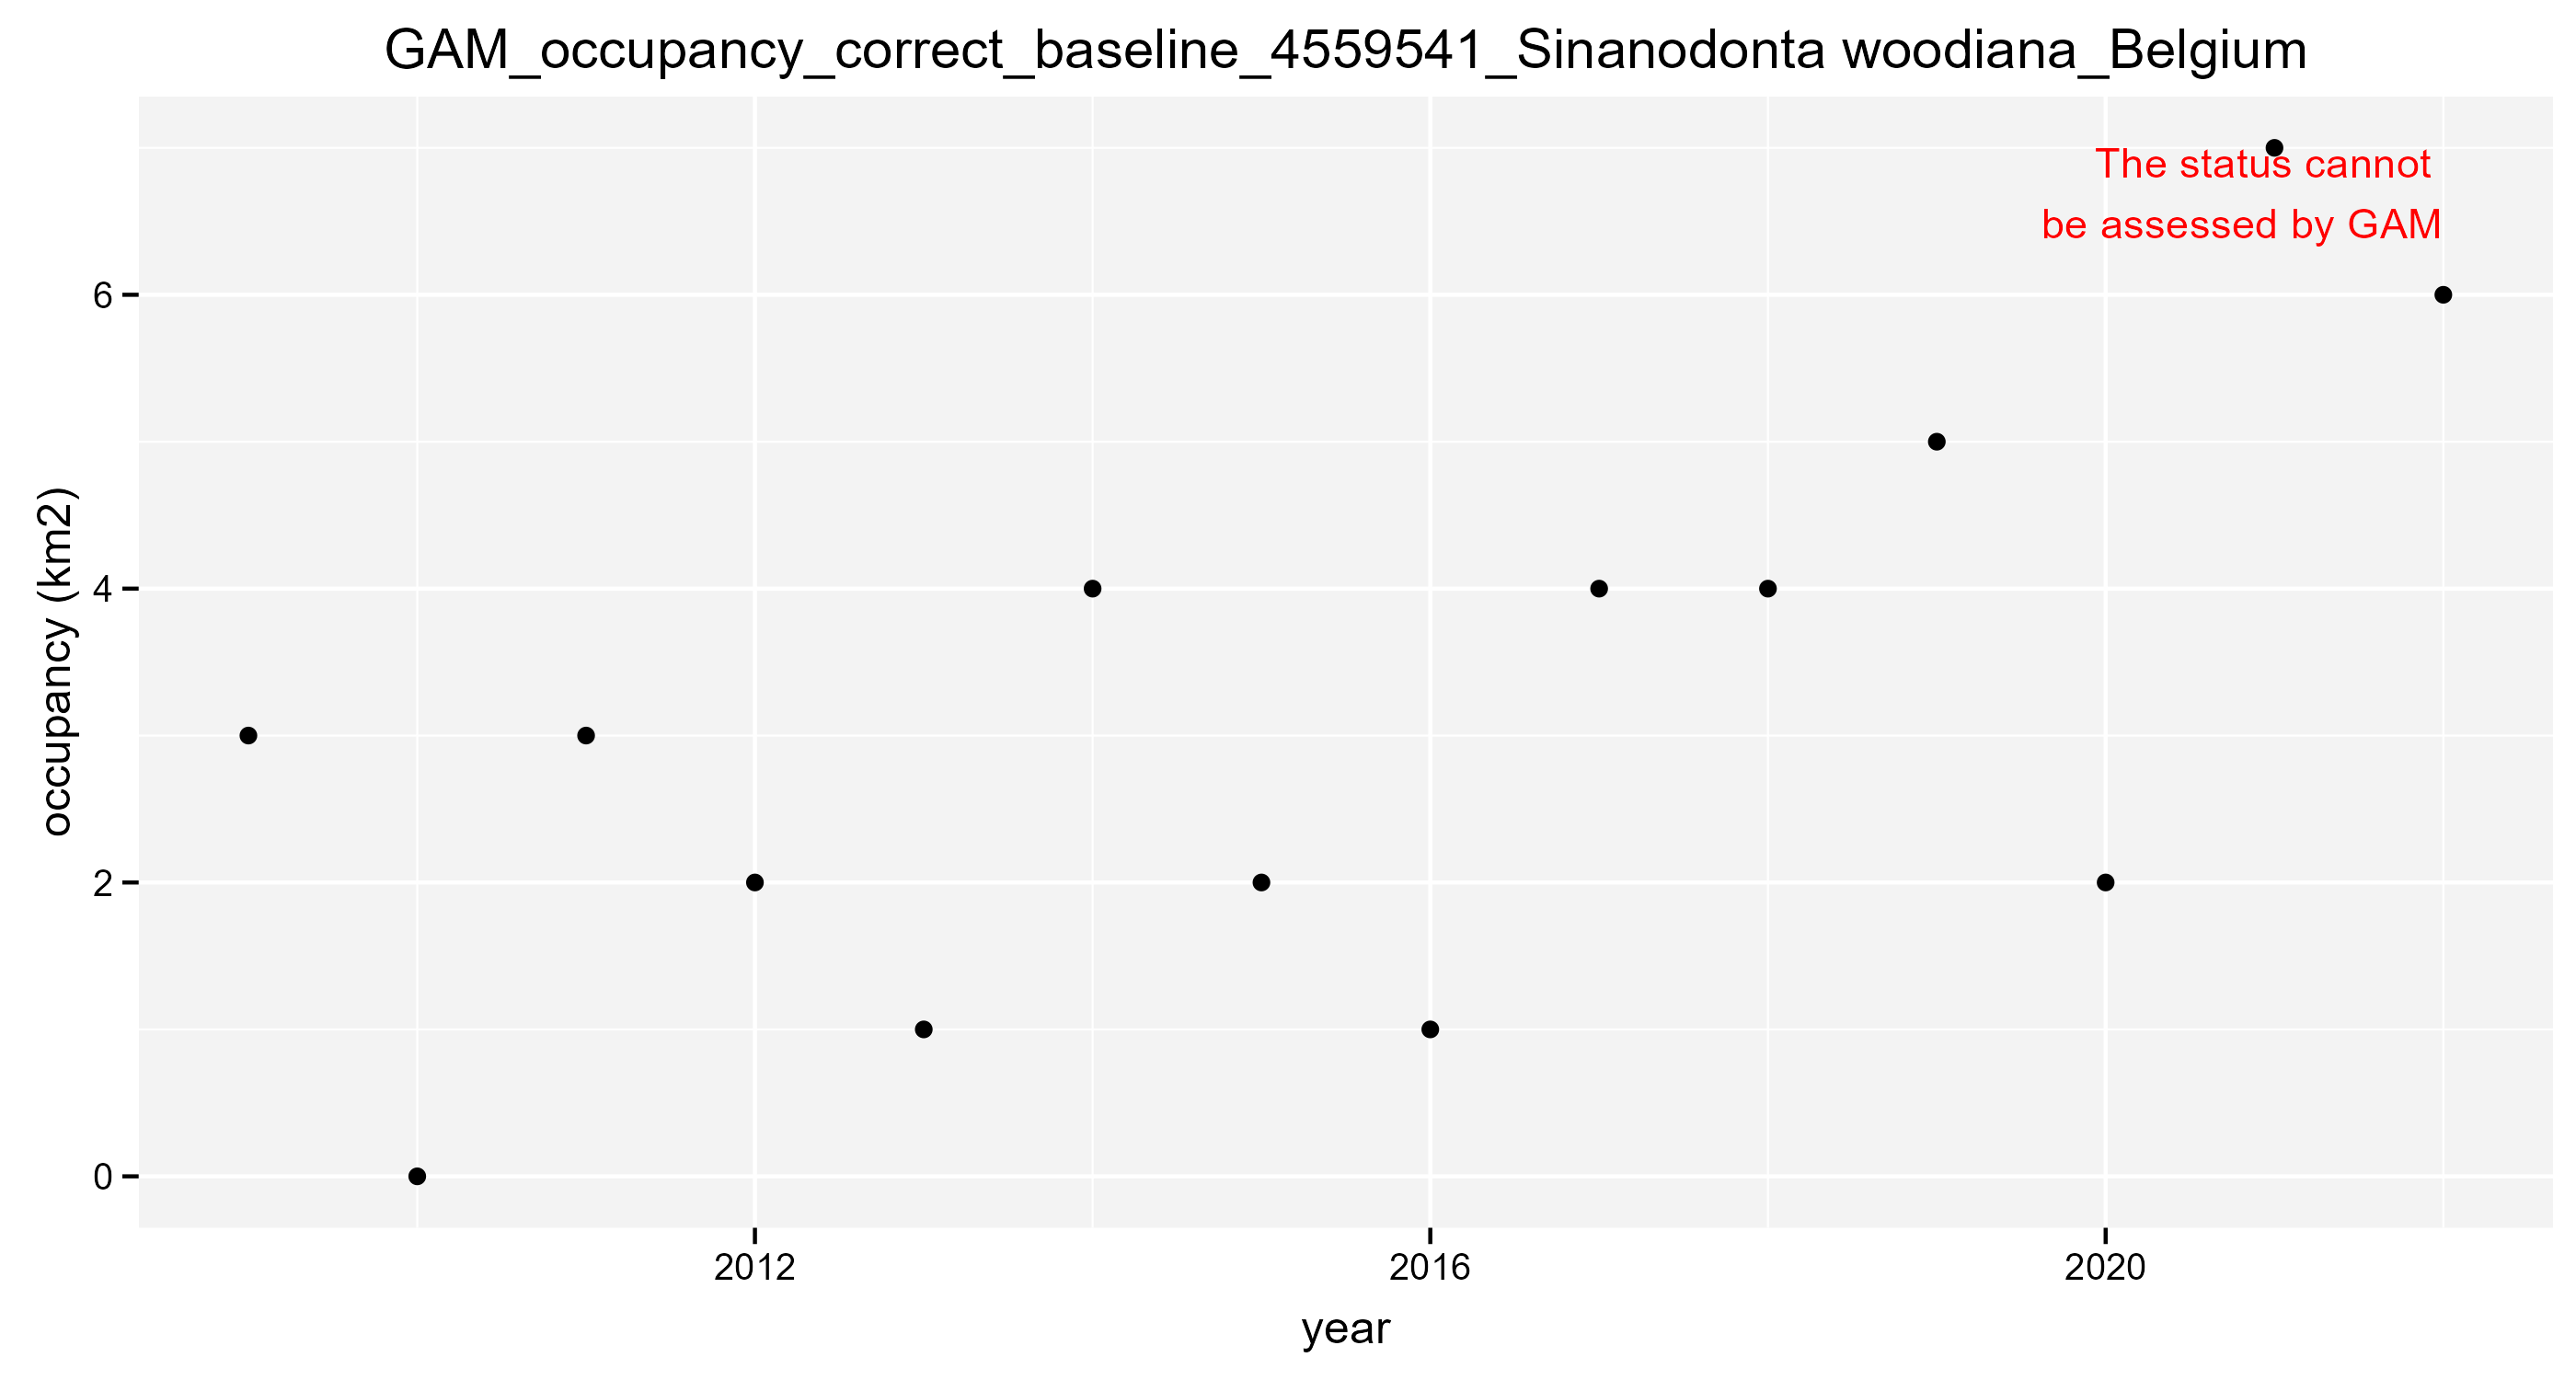 GAM_occupancy_correct_baseline_4559541_Sinanodonta woodiana_Belgium
The status cannot
be assessed by GAM
6
4
2
0
occupancy (km2)
2012 2016 2020
year